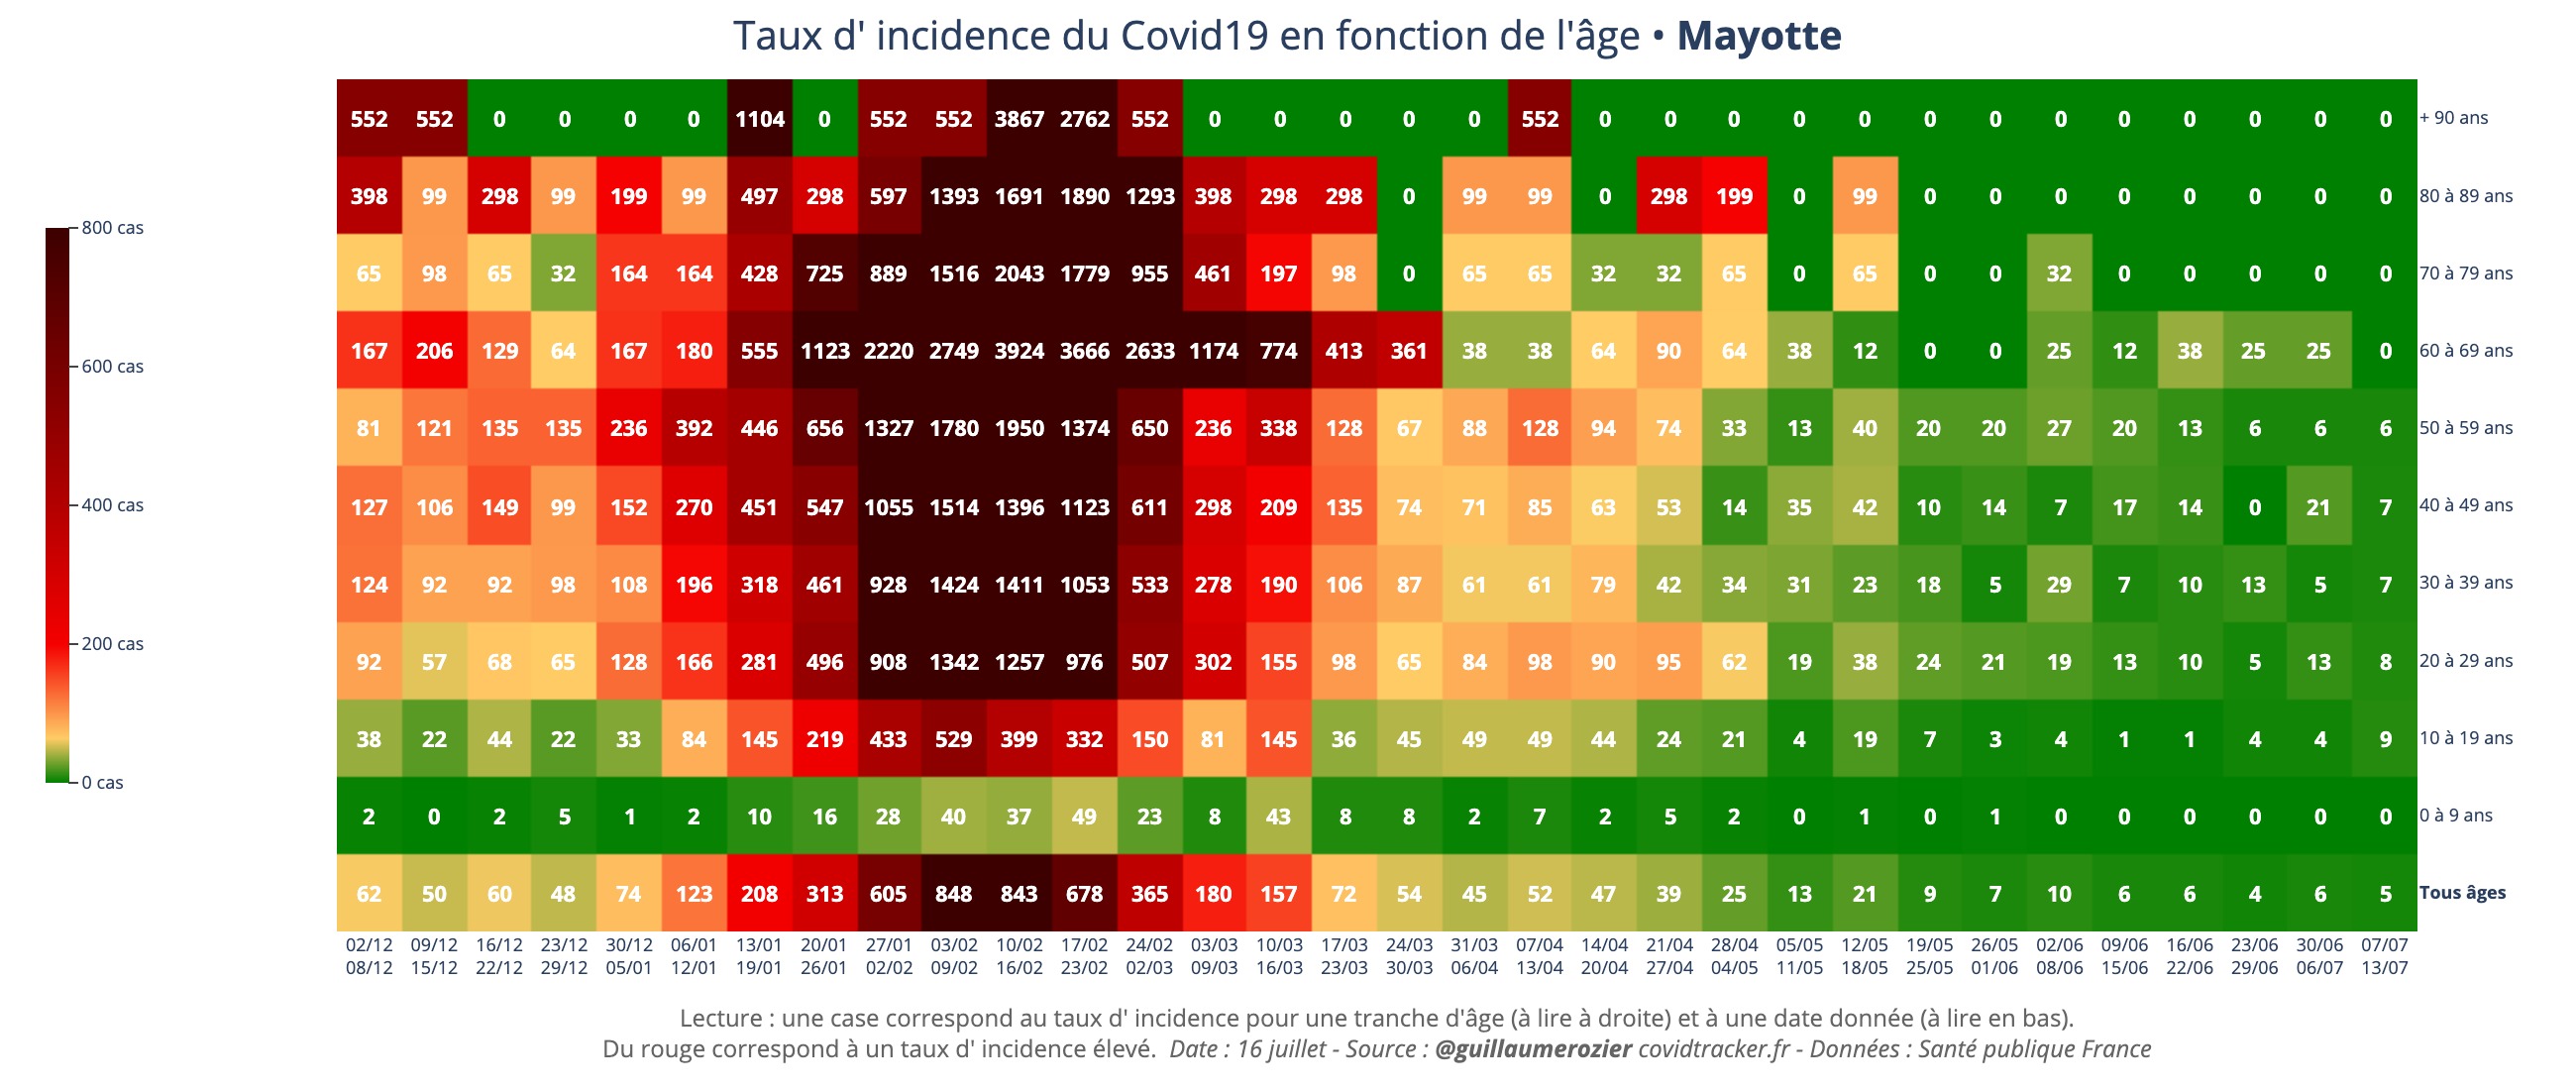 Taux d' incidence du Covid19 en fonction de l'âge • Mayotte
552 552 0 0 0 0 1104 0 552 552 3867 2762 552 0 0 0 0 0 552 0 0 0 0 0 0 0 0 0 0 0 0 0 + 90 ans
398 99 298 99 199 99 497 298 597 1393 1691 1890 1293 398 298 298 0 99 99 0 298 199 0 99 0 0 0 0 0 0 0 0 80 à 89 ans
800 cas
65 98 65 32 164 164 428 725 889 1516 2043 1779 955 461 197 98 0 65 65 32 32 65 0 65 0 0 32 0 0 0 0 0 70 à 79 ans
167 206 129 64 167 180 555 1123 2220 2749 3924 3666 2633 1174 774 413 361 38 38 64 90 64 38 12 0 0 25 12 38 25 25 0 60 à 69 ans
600 cas
81 121 135 135 236 392 446 656 1327 1780 1950 1374 650 236 338 128 67 88 128 94 74 33 13 40 20 20 27 20 13 6 6 6 50 à 59 ans
400 cas
127 106 149 99 152 270 451 547 1055 1514 1396 1123 611 298 209 135 74 71 85 63 53 14 35 42 10 14 7 17 14 0 21 7 40 à 49 ans
124 92 92 98 108 196 318 461 928 1424 1411 1053 533 278 190 106 87 61 61 79 42 34 31 23 18 5 29 7 10 13 5 7 30 à 39 ans
200 cas
92 57 68 65 128 166 281 496 908 1342 1257 976 507 302 155 98 65 84 98 90 95 62 19 38 24 21 19 13 10 5 13 8 20 à 29 ans
38 22 44 22 33 84 145 219 433 529 399 332 150 81 145 36 45 49 49 44 24 21 4 19 7 3 4 1 1 4 4 9 10 à 19 ans
0 cas
2 0 2 5 1 2 10 16 28 40 37 49 23 8 43 8 8 2 7 2 5 2 0 1 0 1 0 0 0 0 0 0 0 à 9 ans
62 50 60 48 74 123 208 313 605 848 843 678 365 180 157 72 54 45 52 47 39 25 13 21 9 7 10 6 6 4 6 5 Tous âges
02/12 09/12 16/12 23/12 30/12 06/01 13/01 20/01 27/01 03/02 10/02 17/02 24/02 03/03 10/03 17/03 24/03 31/03 07/04 14/04 21/04 28/04 05/05 12/05 19/05 26/05 02/06 09/06 16/06 23/06 30/06 07/07
08/12 15/12 22/12 29/12 05/01 12/01 19/01 26/01 02/02 09/02 16/02 23/02 02/03 09/03 16/03 23/03 30/03 06/04 13/04 20/04 27/04 04/05 11/05 18/05 25/05 01/06 08/06 15/06 22/06 29/06 06/07 13/07
Lecture : une case correspond au taux d' incidence pour une tranche d'âge (à lire à droite) et à une date donnée (à lire en bas).
Du rouge correspond à un taux d' incidence élevé. Date : 16 juillet - Source : @guillaumerozier covidtracker.fr - Données : Santé publique France